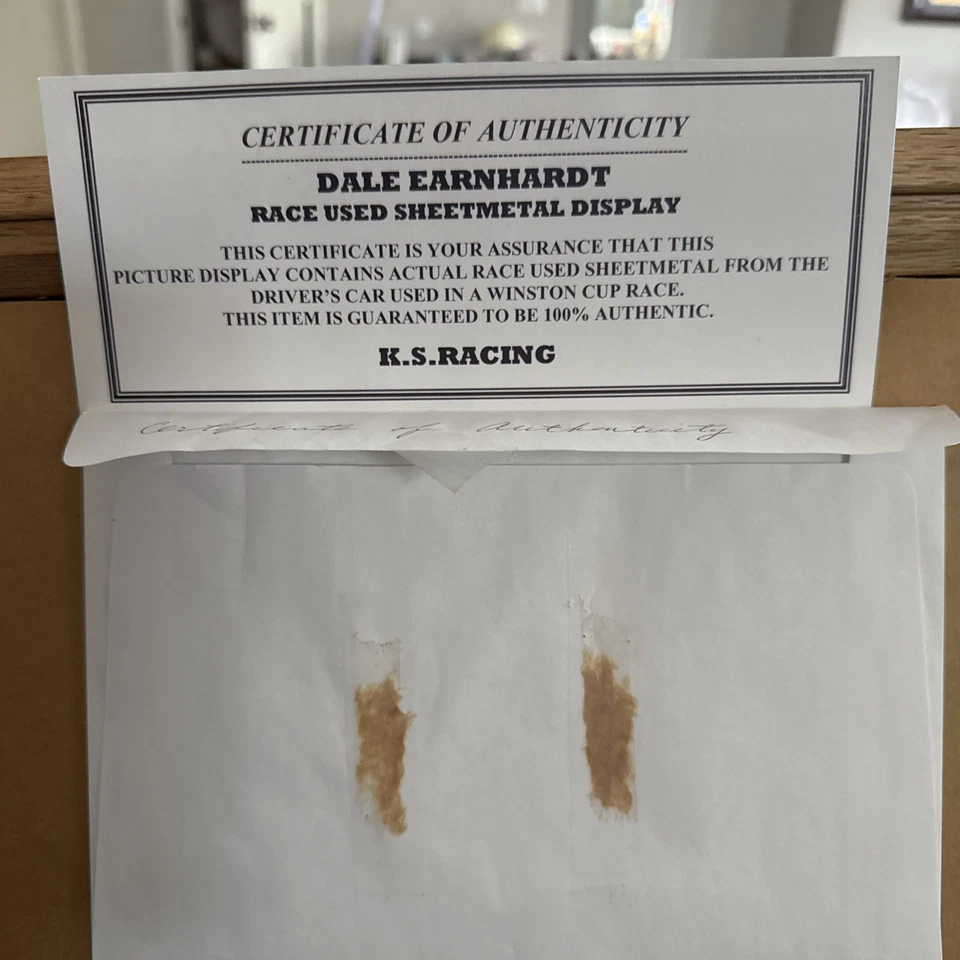 CERTIFICATE OF AUTHENTICITY
DALE EARNHARDT
RACE USED SHEETMETAL DISPLAY
THIS CERTIFICATE IS YOUR ASSURANCE THAT THIS
PICTURE DISPLAY CONTAINS ACTUAL RACE USED SHEETMETAL FROM THE
DRIVER'S CAR USED IN A WINSTON CUP RACE.
THIS ITEM IS GUARANTEED TO BE 100% AUTHENTIC.
K.S.RACING
Certificate of Authenticity